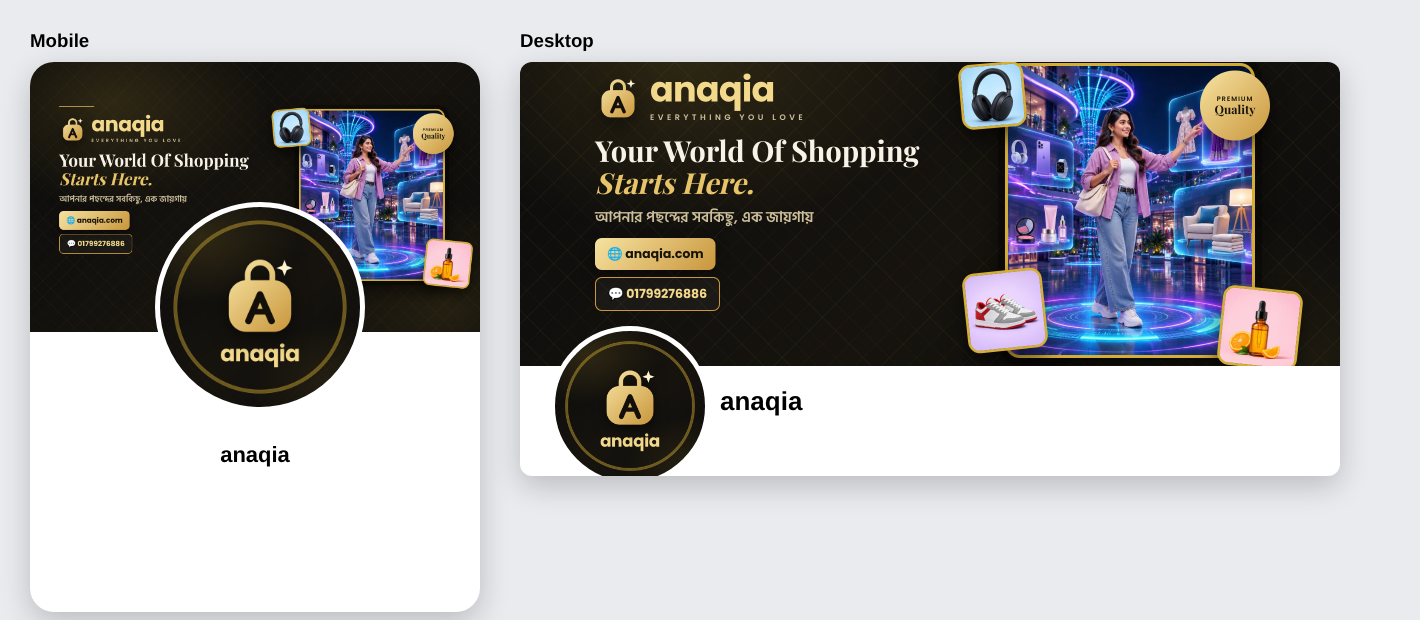 Mobile
anaqia
EVERYTHING YOU LOVE
Your World Of Shopping
Starts Here.
আপনার পছন্দের সবকিছু, এক জায়গায়
🌐 anaqia.com
💬 01799276886
PREMIUM
Quality
A
anaqia
anaqia
Desktop
A
anaqia
EVERYTHING YOU LOVE
Your World Of Shopping
Starts Here.
আপনার পছন্দের সবকিছু, এক জায়গায়
🌐 anaqia.com
💬 01799276886
PREMIUM
Quality
A
anaqia
anaqia